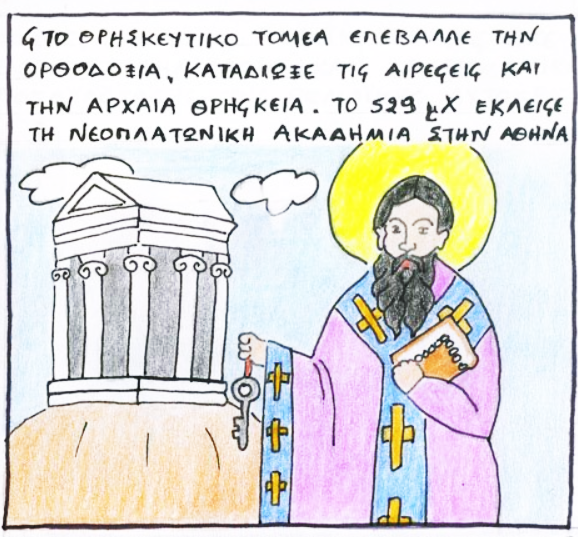 ΣΤΟ ΘΡΗΣΚΕΥΤΙΚΟ ΤΟΜΕΑ ΕΠΕΒΑΛΛΕ ΤΗΝ
ΟΡΘΟΔΟΞΙΑ, ΚΑΤΑΔΙΩΞΕ ΤΙΣ ΑΙΡΕΣΕΙΣ ΚΑΙ
ΤΗΝ ΑΡΧΑΙΑ ΘΡΗΣΚΕΙΑ. ΤΟ 529 μΧ ΕΚΛΕΙΣΕ
ΤΗ ΝΕΟΠΛΑΤΩΝΙΚΗ ΑΚΑΔΗΜΙΑ ΣΤΗΝ ΑΘΗΝΑ